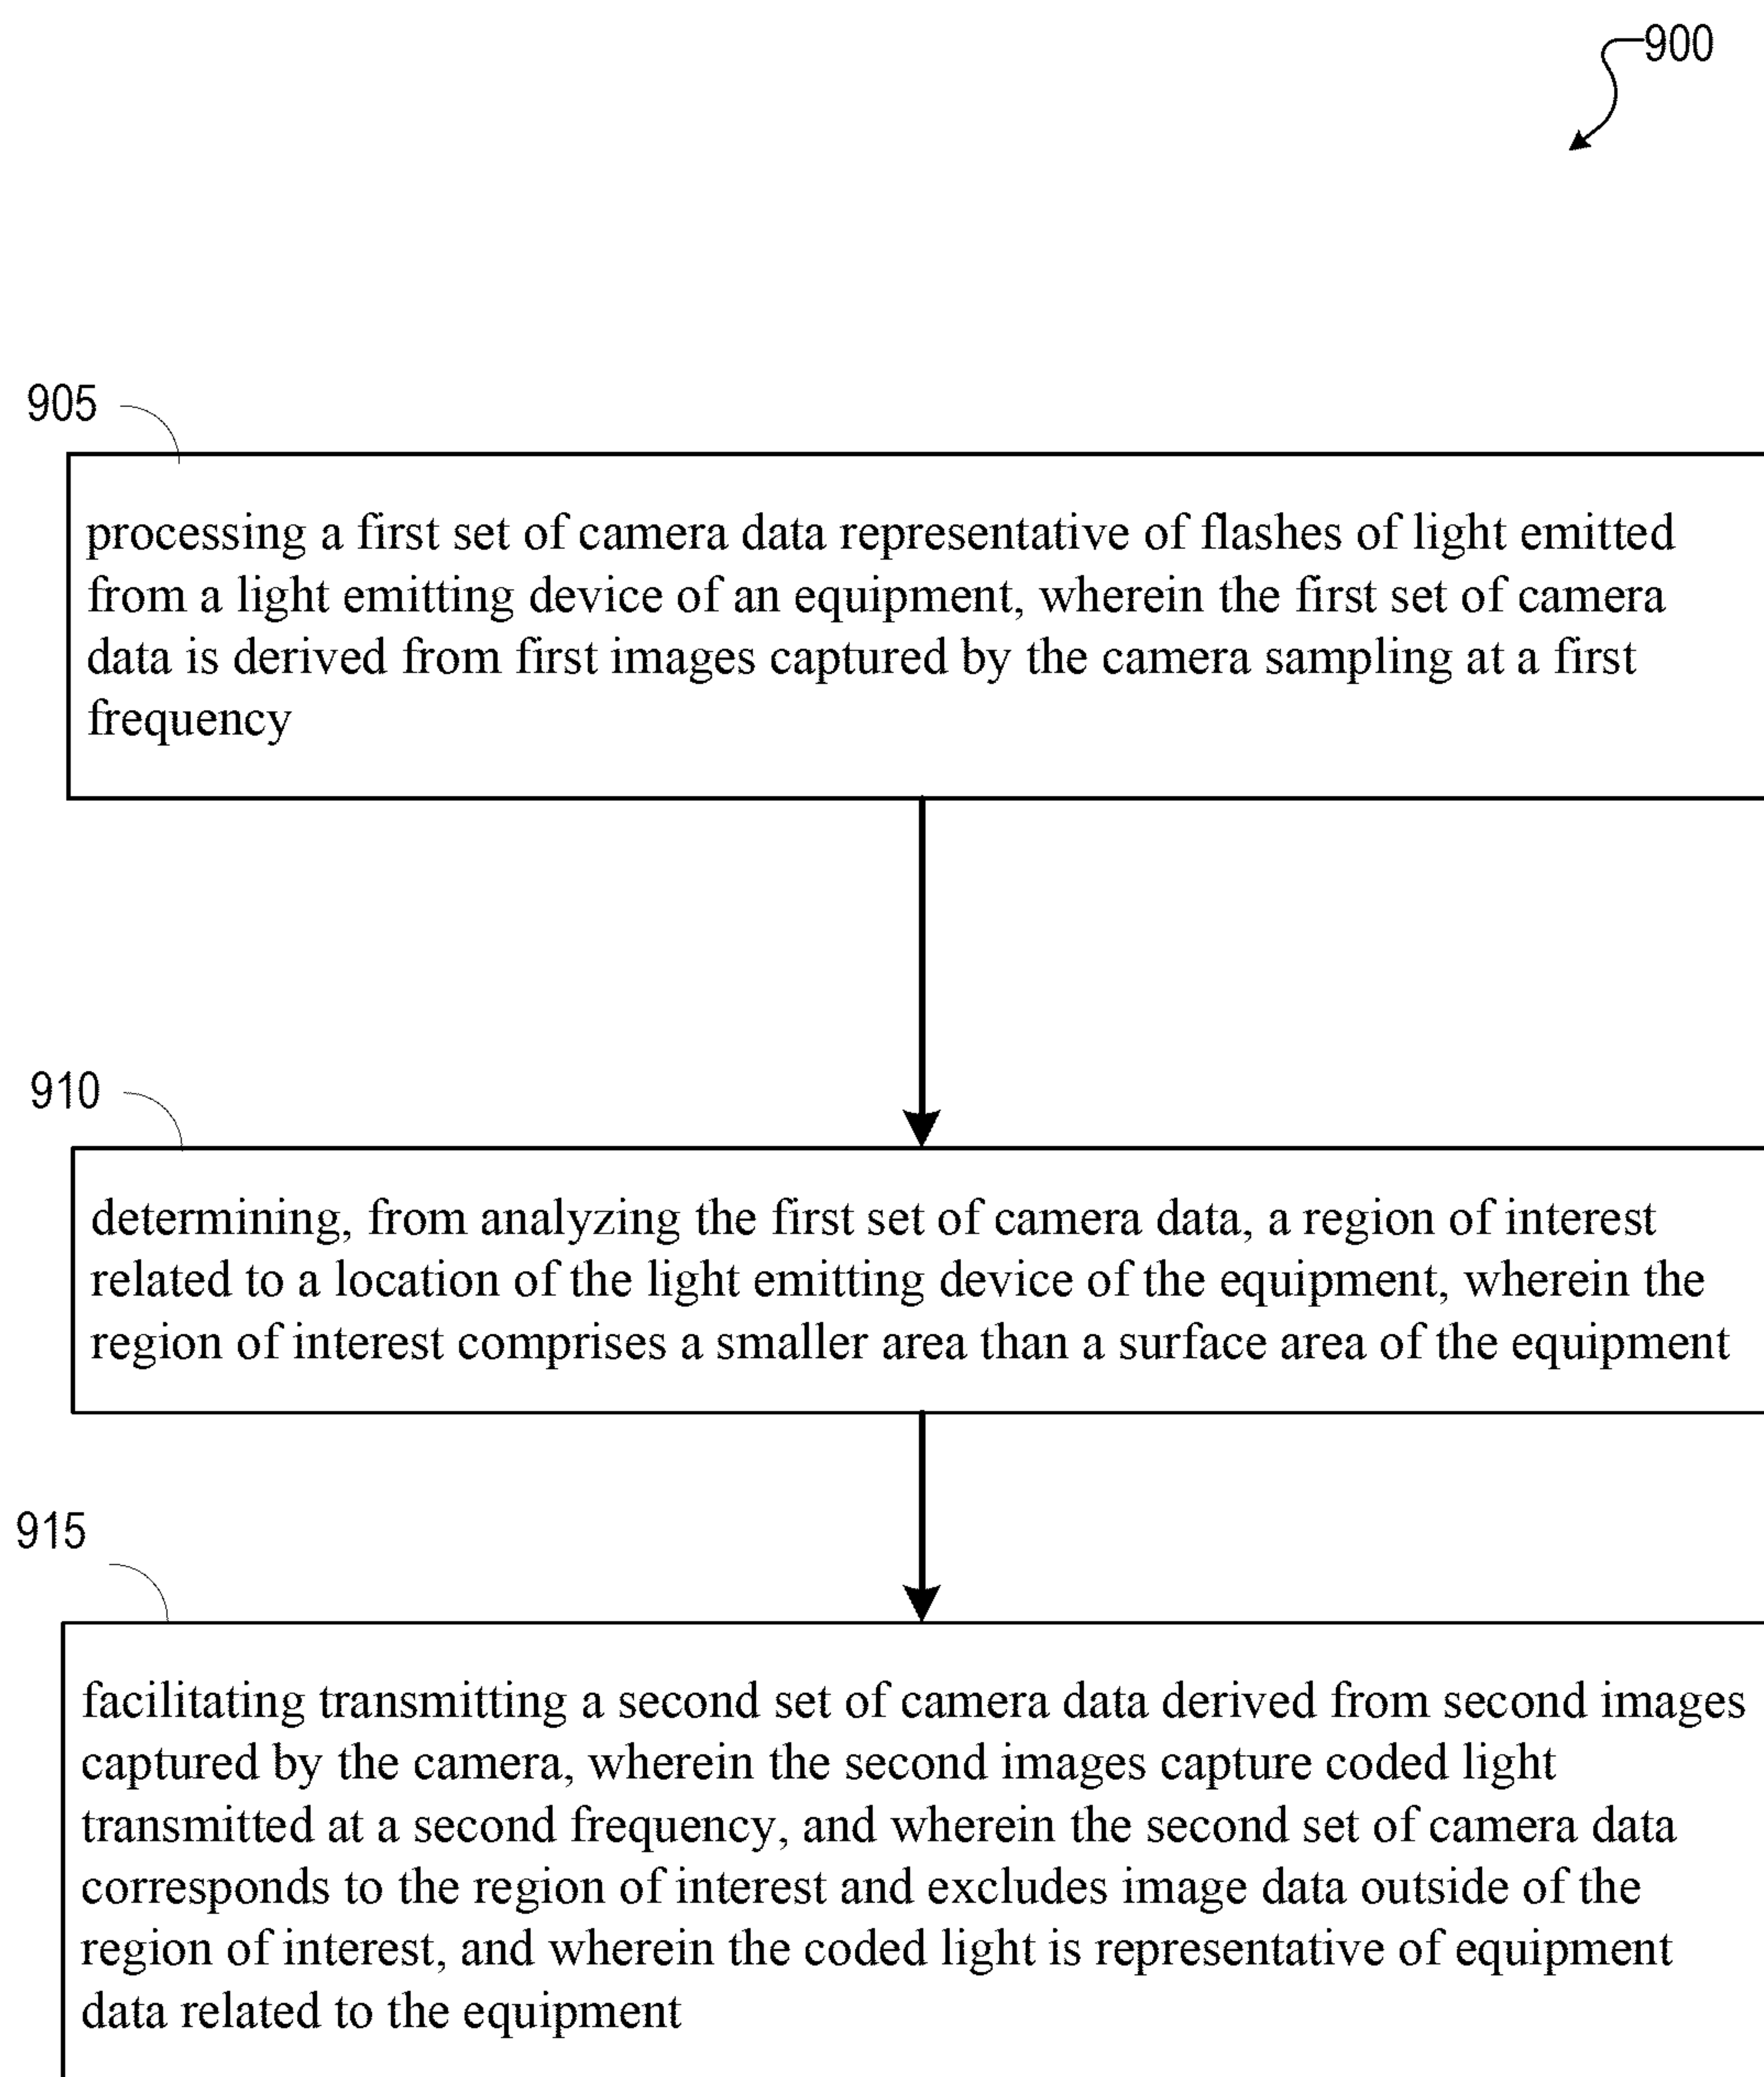 900
905
processing a first set of camera data representative of flashes of light emitted
from a light emitting device of an equipment, wherein the first set of camera
data is derived from first images captured by the camera sampling at a first
frequency
910
determining, from analyzing the first set of camera data, a region of interest
related to a location of the light emitting device of the equipment, wherein the
region of interest comprises a smaller area than a surface area of the equipment
915
facilitating transmitting a second set of camera data derived from second images
captured by the camera, wherein the second images capture coded light
transmitted at a second frequency, and wherein the second set of camera data
corresponds to the region of interest and excludes image data outside of the
region of interest, and wherein the coded light is representative of equipment
data related to the equipment